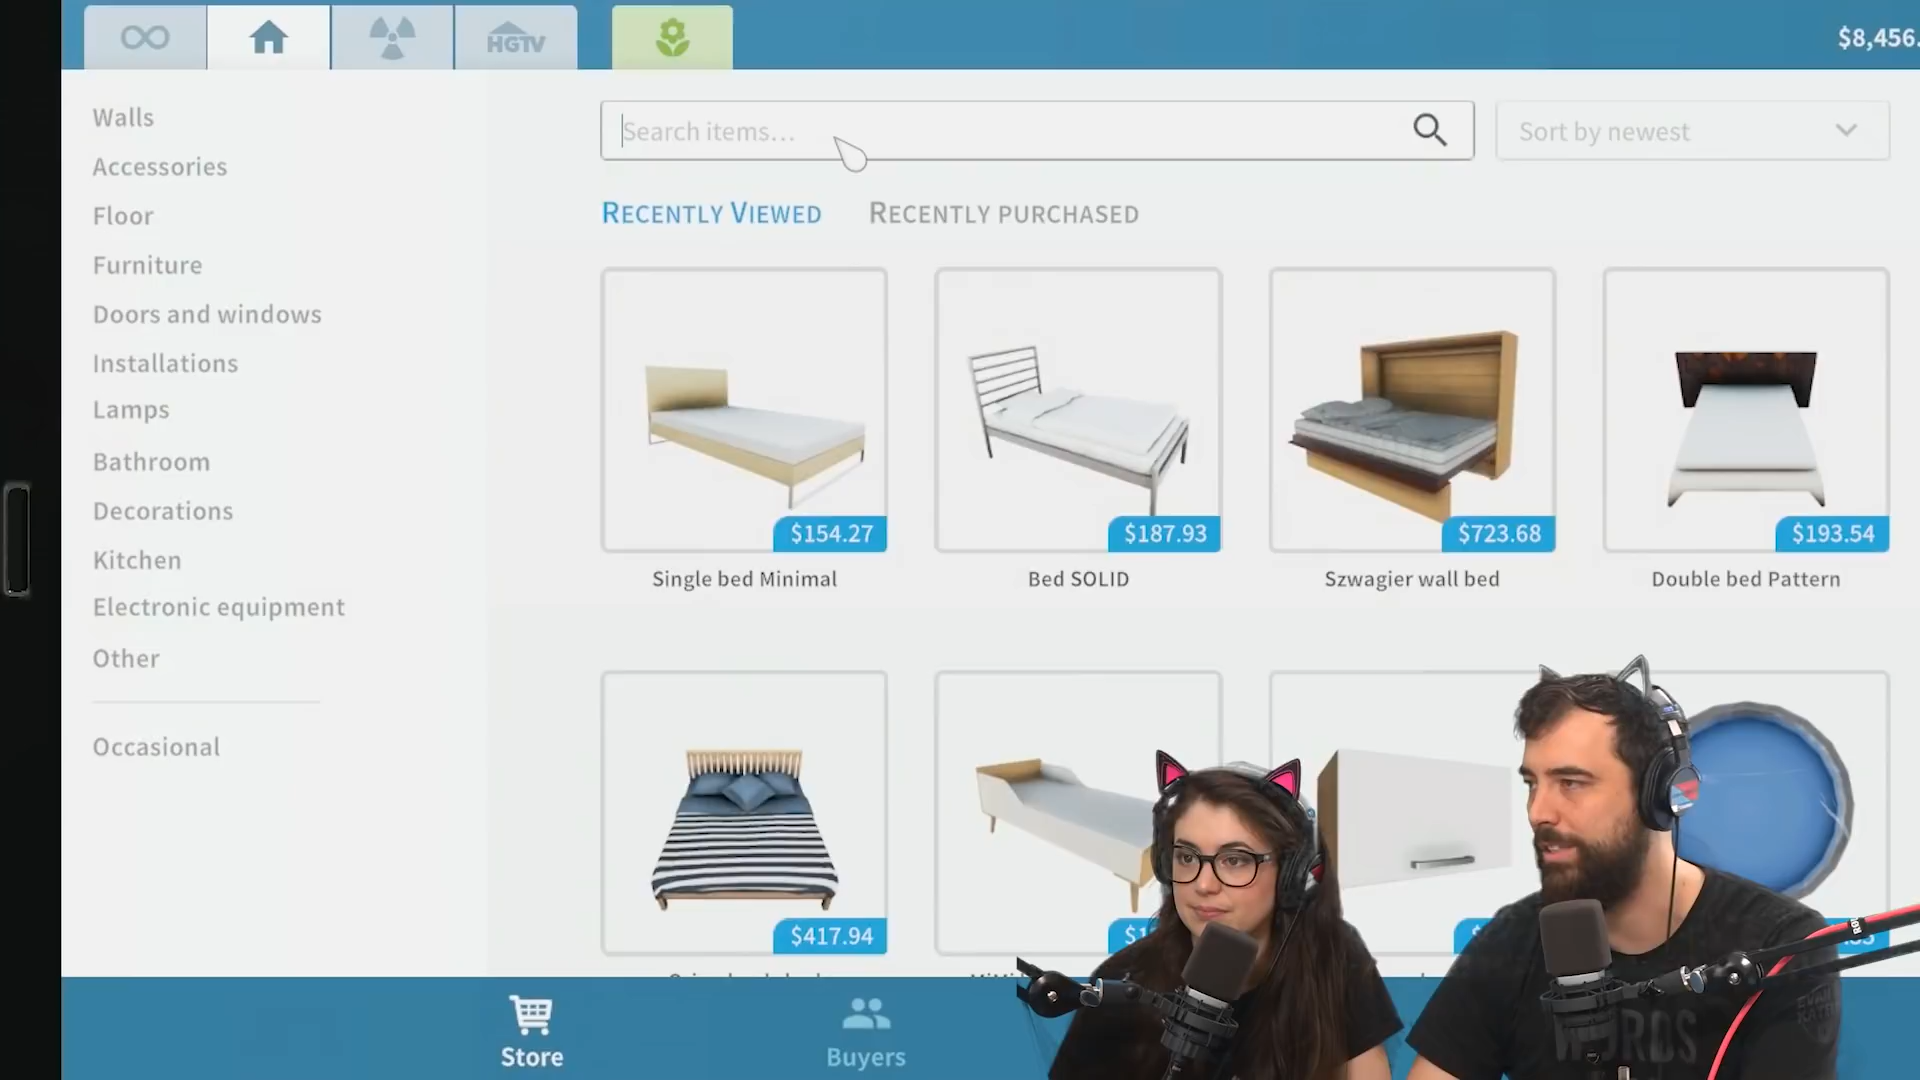 HGTV
$8,456.
Walls
Accessories
Floor
Furniture
Doors and windows
Installations
Lamps
Bathroom
Decorations
Kitchen
Electronic equipment
Other
Occasional
Search items...
Sort by newest
RECENTLY VIEWED
RECENTLY PURCHASED
$154.27
$187.93
$723.68
$193.54
Single bed Minimal
Bed SOLID
Szwagier wall bed
Double bed Pattern
$417.94
$1
Store
Buyers